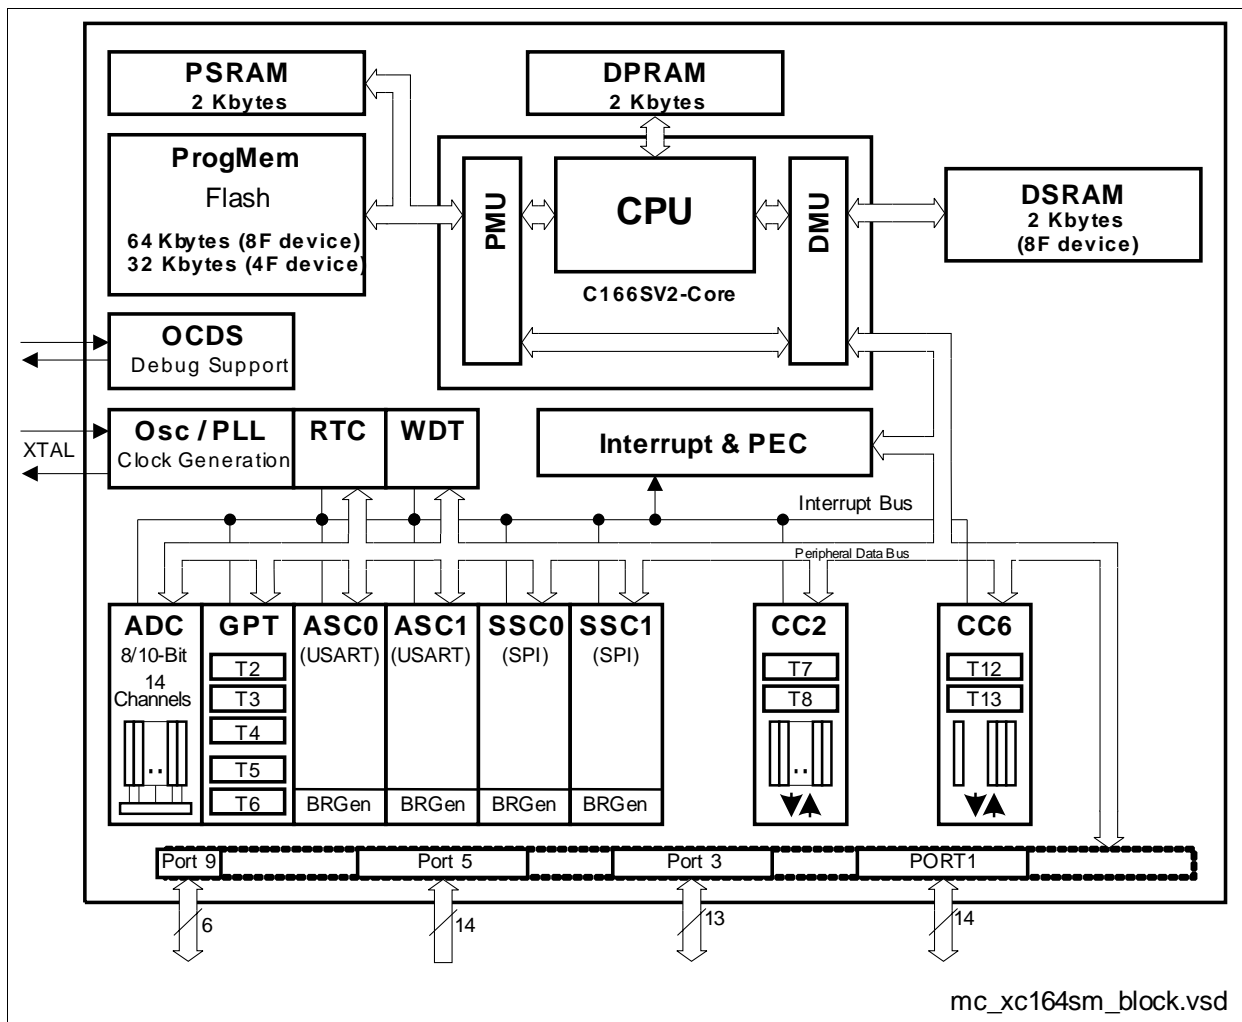 PSRAM
2 Kbytes
DPRAM
2 Kbytes
ProgMem
Flash
64 Kbytes (8F device)
32 Kbytes (4F device)
PMU
CPU
DMU
C166SV2-Core
DSRAM
2 Kbytes
(8F device)
OCDS
Debug Support
XTAL
Osc / PLL
Clock Generation
RTC
WDT
Interrupt & PEC
Interrupt Bus
Peripheral Data Bus
ADC
8/10-Bit
14
Channels
..
GPT
T2
T3
T4
T5
T6
ASC0
(USART)
BRGen
ASC1
(USART)
BRGen
SSC0
(SPI)
BRGen
SSC1
(SPI)
BRGen
CC2
T7
T8
..
CC6
T12
T13
Port 9
Port 5
Port 3
PORT1
6
14
13
14
mc_xc164sm_block.vsd